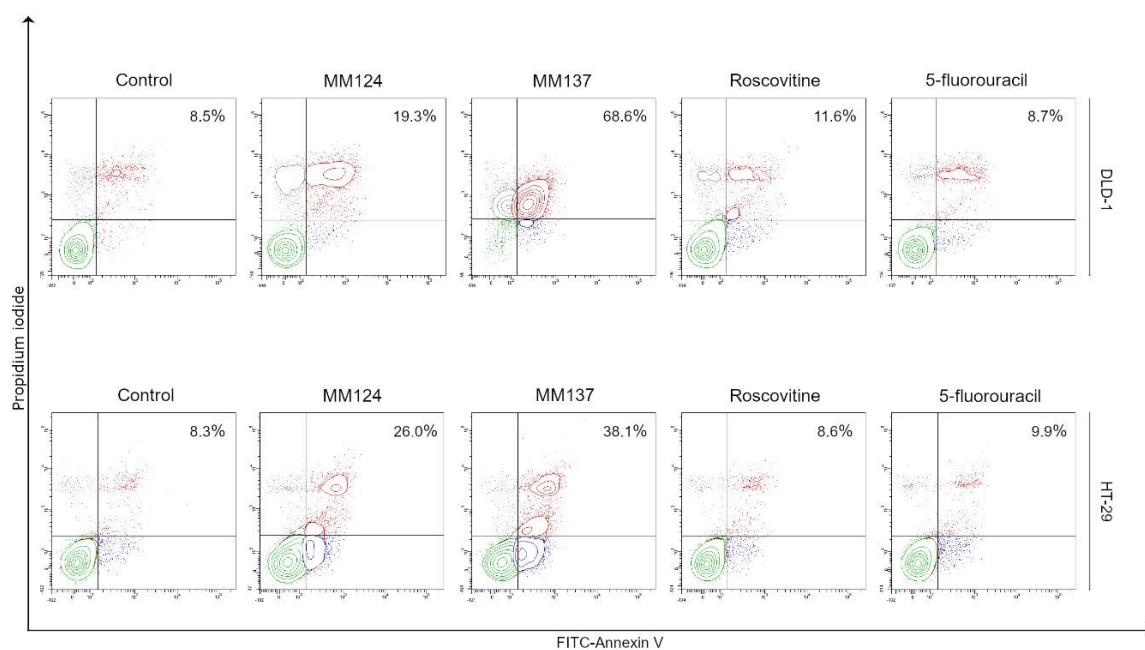 Control
MM124
MM137
Roscovitine
5-fluorouracil
8.5%
19.3%
68.6%
11.6%
8.7%
DLD-1
Propidium iodide
Control
MM124
MM137
Roscovitine
5-fluorouracil
8.3%
26.0%
38.1%
8.6%
9.9%
HT-29
FITC-Annexin V